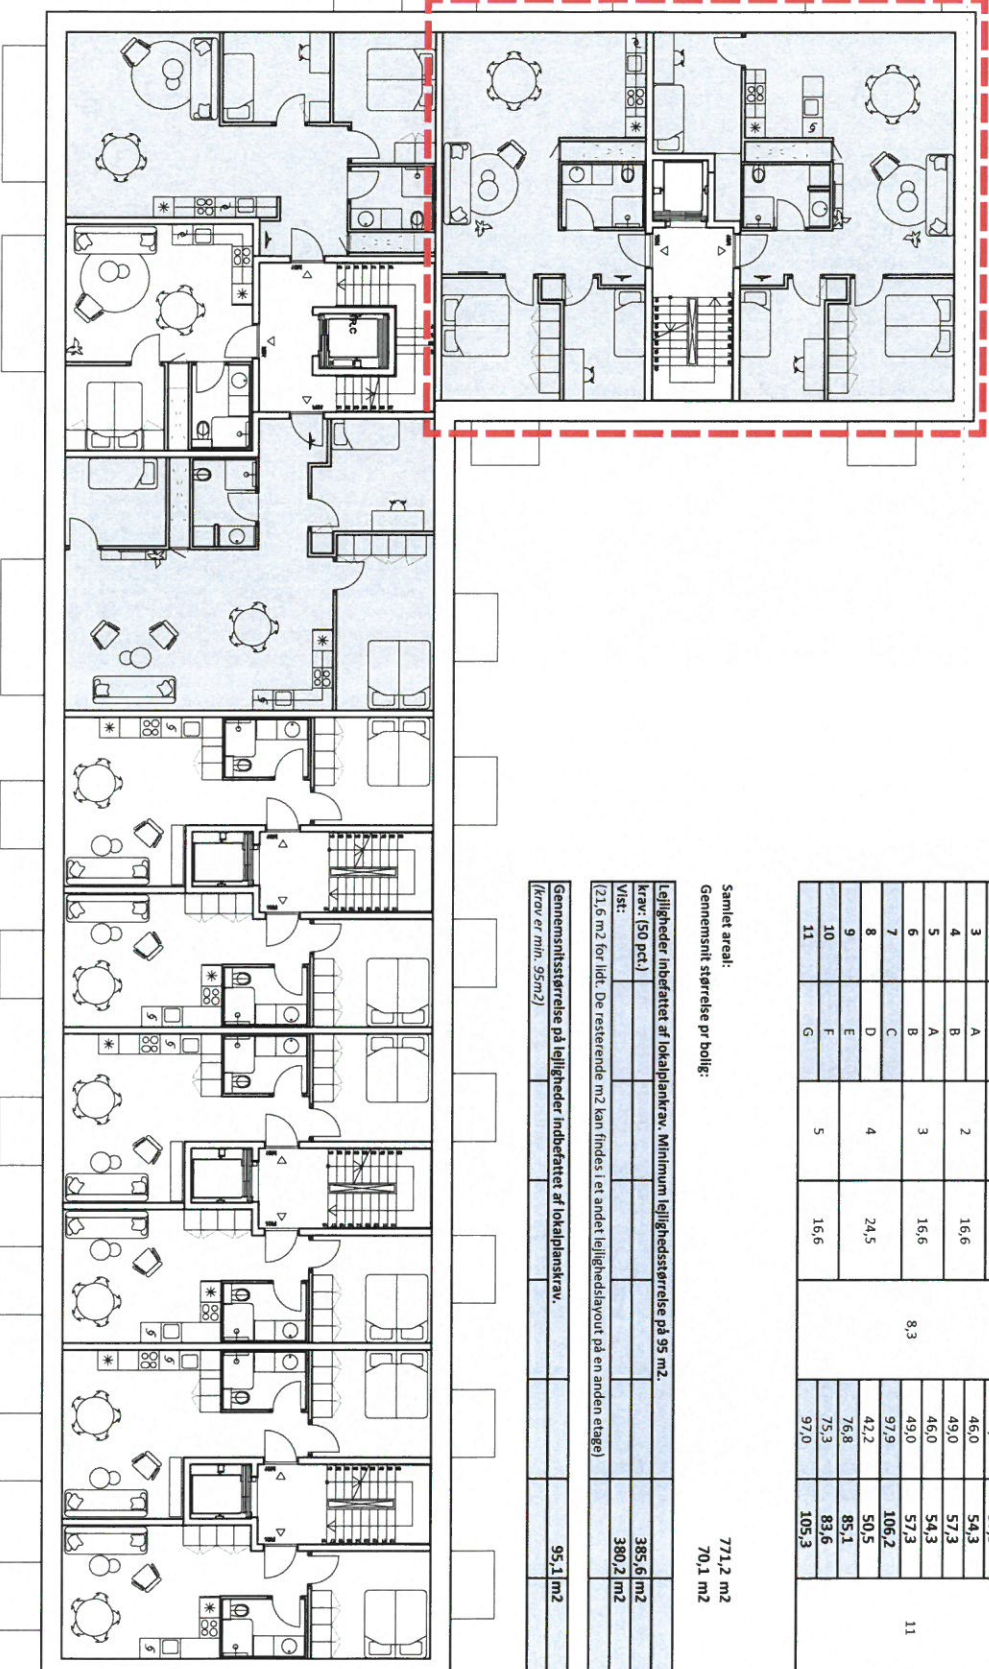 3 A 46,0 54,3
4 B 2 16,6 49,0 57,3
5 A 46,0 54,3
6 B 3 16,6 8,3 49,0 57,3 11
7 C 97,9 106,2
8 D 4 24,5 42,2 50,5
9 E 76,8 85,1
10 F 75,3 83,6
11 G 5 16,6 97,0 105,3
Samlet areal: 771,2 m2
Gennemsnit størrelse pr bolig: 70,1 m2
Lejligheder inbefattet af lokalplankrav. Minimum lejlighedsstørrelse på 95 m2.
krav: (50 pct.) 385,6 m2
Vist: 380,2 m2
(21,6 m2 for lidt. De resterende m2 kan findes i et andet lejlighedslayout på en anden etage)
Gennemsnitsstørrelse på lejligheder indbefattet af lokalplanskrav. 95,1 m2
(krav er min. 95m2)